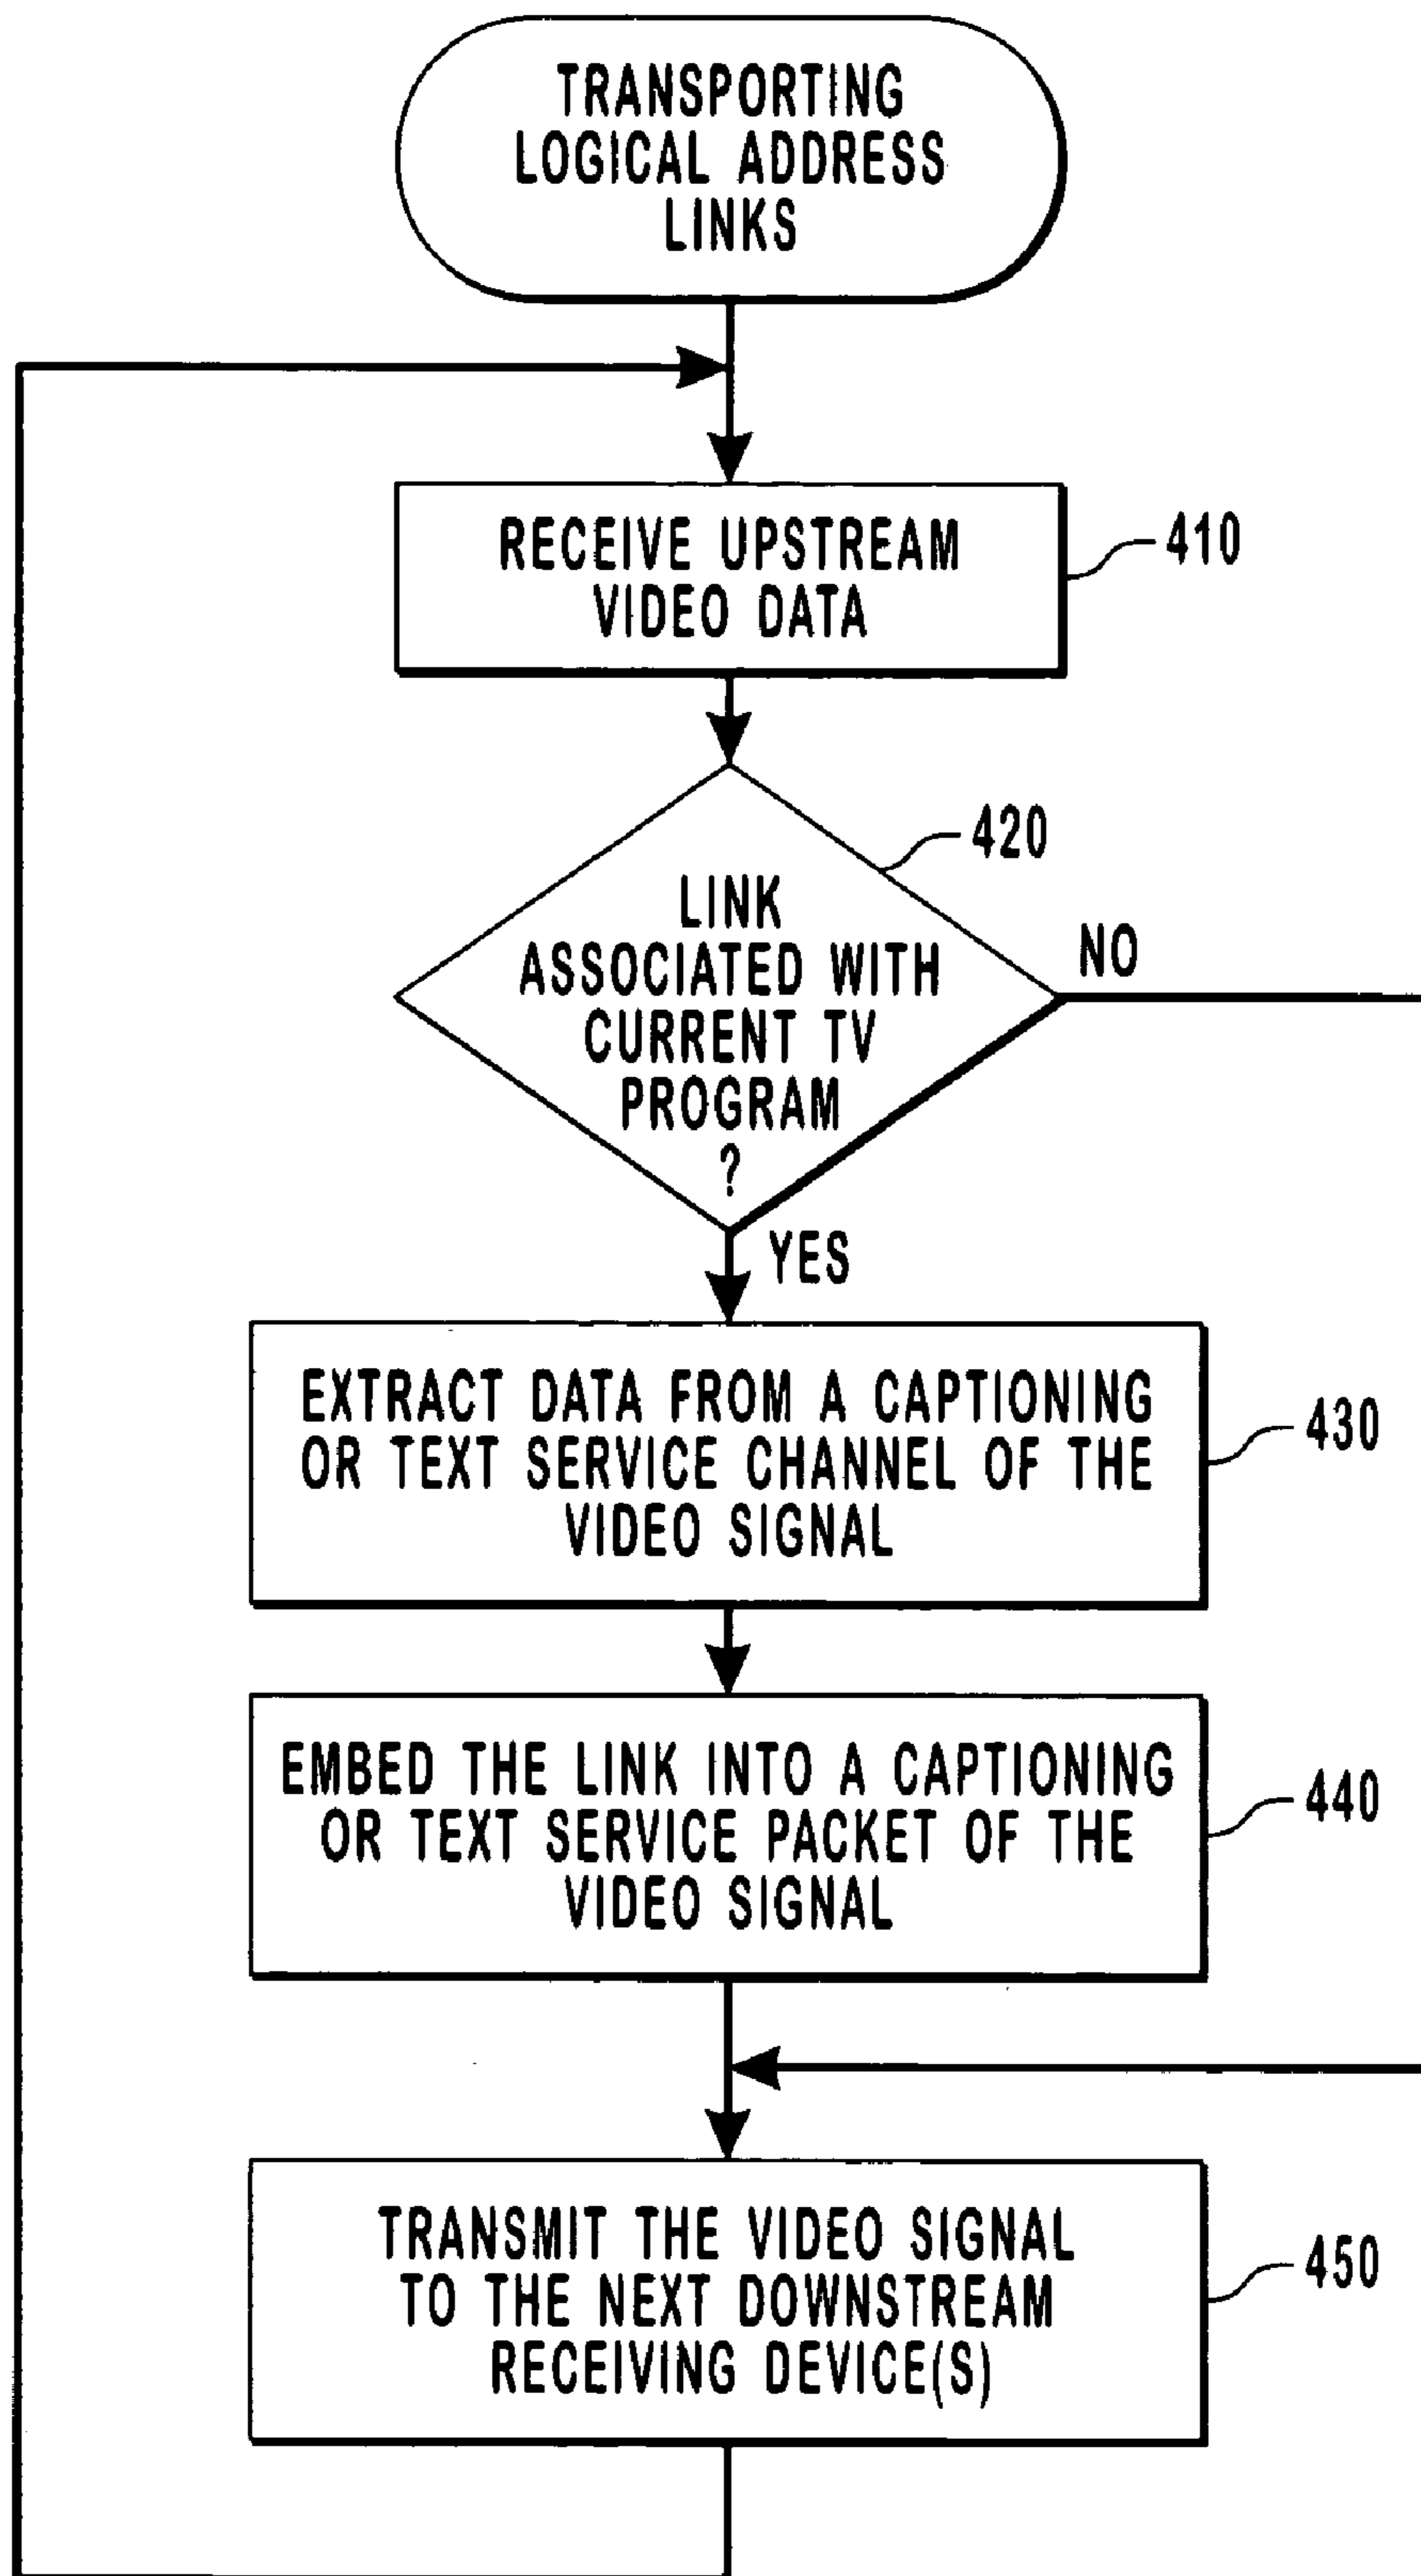 TRANSPORTING
LOGICAL ADDRESS
LINKS
RECEIVE UPSTREAM
VIDEO DATA
410
420
LINK
ASSOCIATED WITH
CURRENT TV
PROGRAM
?
NO
YES
EXTRACT DATA FROM A CAPTIONING
OR TEXT SERVICE CHANNEL OF THE
VIDEO SIGNAL
430
EMBED THE LINK INTO A CAPTIONING
OR TEXT SERVICE PACKET OF THE
VIDEO SIGNAL
440
TRANSMIT THE VIDEO SIGNAL
TO THE NEXT DOWNSTREAM
RECEIVING DEVICE(S)
450